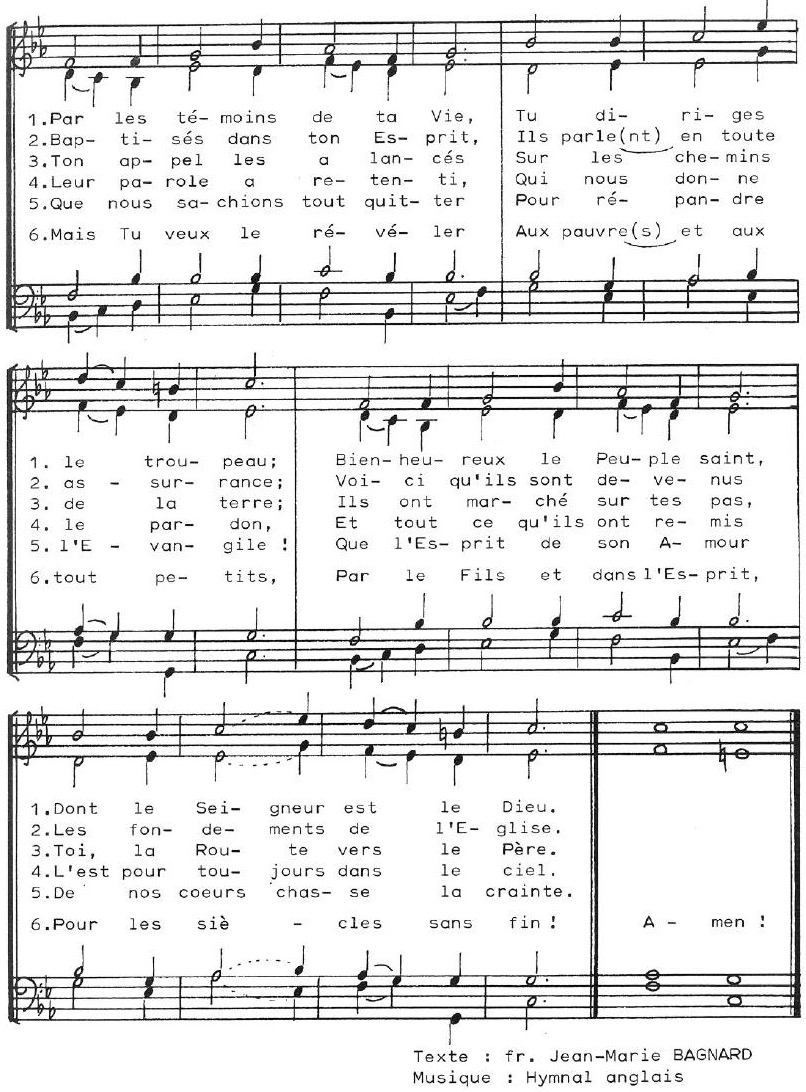 1.Par les té- moins de ta Vie, Tu di- ri- ges
2.Bap- ti- sés dans ton Es- prit, Ils parle(nt) en toute
3.Ton ap- pel les a lan- cés Sur les che- mins
4.Leur pa- role a re- ten- ti, Qui nous don- ne
5.Que nous sa- chions tout quit- ter Pour ré- pan- dre
6.Mais Tu veux le ré- vé- ler Aux pauvre(s) et aux
1. le trou- peau; Bien- heu- reux le Peu- ple saint,
2. as - sur- rance; Voi- ci qu'ils sont de- ve- nus
3. de la terre; Ils ont mar- ché sur tes pas,
4. le par- don, Et tout ce qu'ils ont re- mis
5. l'E - van- gile ! Que l'Es- prit de son A- mour
6.tout pe- tits, Par le Fils et dans l'Es- prit,
1.Dont le Sei- gneur est le Dieu.
2.Les fon- de- ments de l'E- glise.
3.Toi, la Rou- te vers le Père.
4.L'est pour tou- jours dans le ciel.
5.De nos coeurs chas- se la crainte.
6.Pour les siè - cles sans fin ! A - men !
Texte : fr. Jean-Marie BAGNARD
Musique : Hymnal anglais